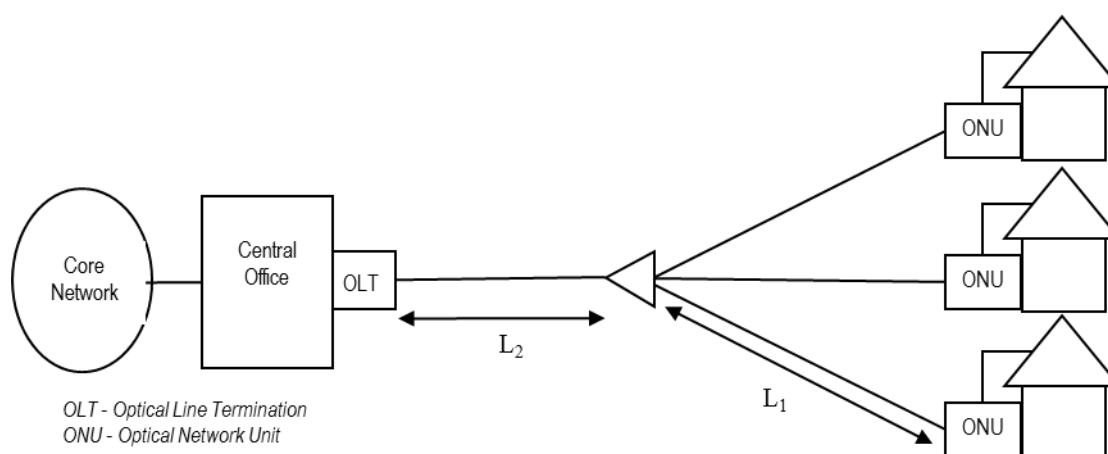 ONU
Core
Network
Central
Office
OLT
ONU
L2
L1
OLT - Optical Line Termination
ONU - Optical Network Unit
ONU